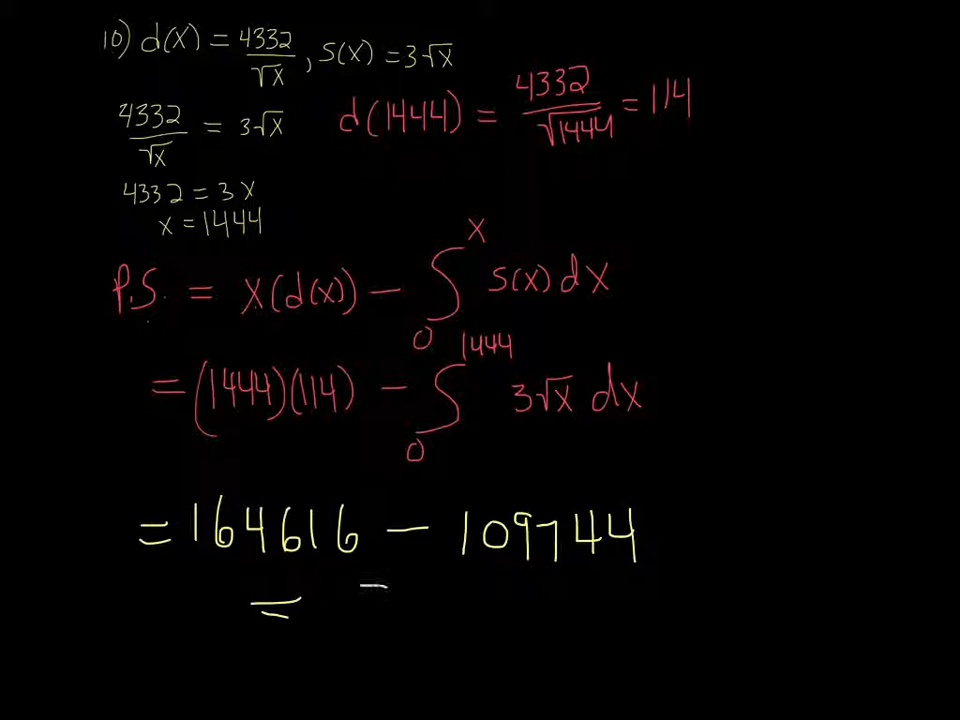 10) d(x) = 4332/√x , S(x) = 3√x
4332/√x = 3√x
d(1444) = 4332/√1444 = 114
4332 = 3x
x = 1444
P.S. = x(d(x)) − ∫₀ˣ S(x) dx
= (1444)(114) − ∫₀¹⁴⁴⁴ 3√x dx
= 164616 − 109744
=